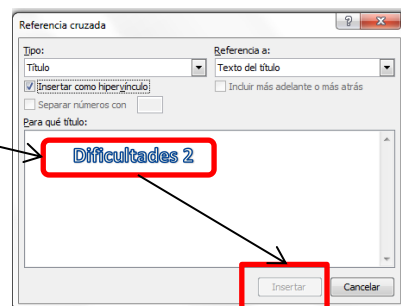 Referencia cruzada
Tipo:
Referencia a:
Título
Texto del título
Insertar como hipervínculo
Incluir más adelante o más atrás
Separar números con
Para qué título:
Dificultades 2
Insertar
Cancelar